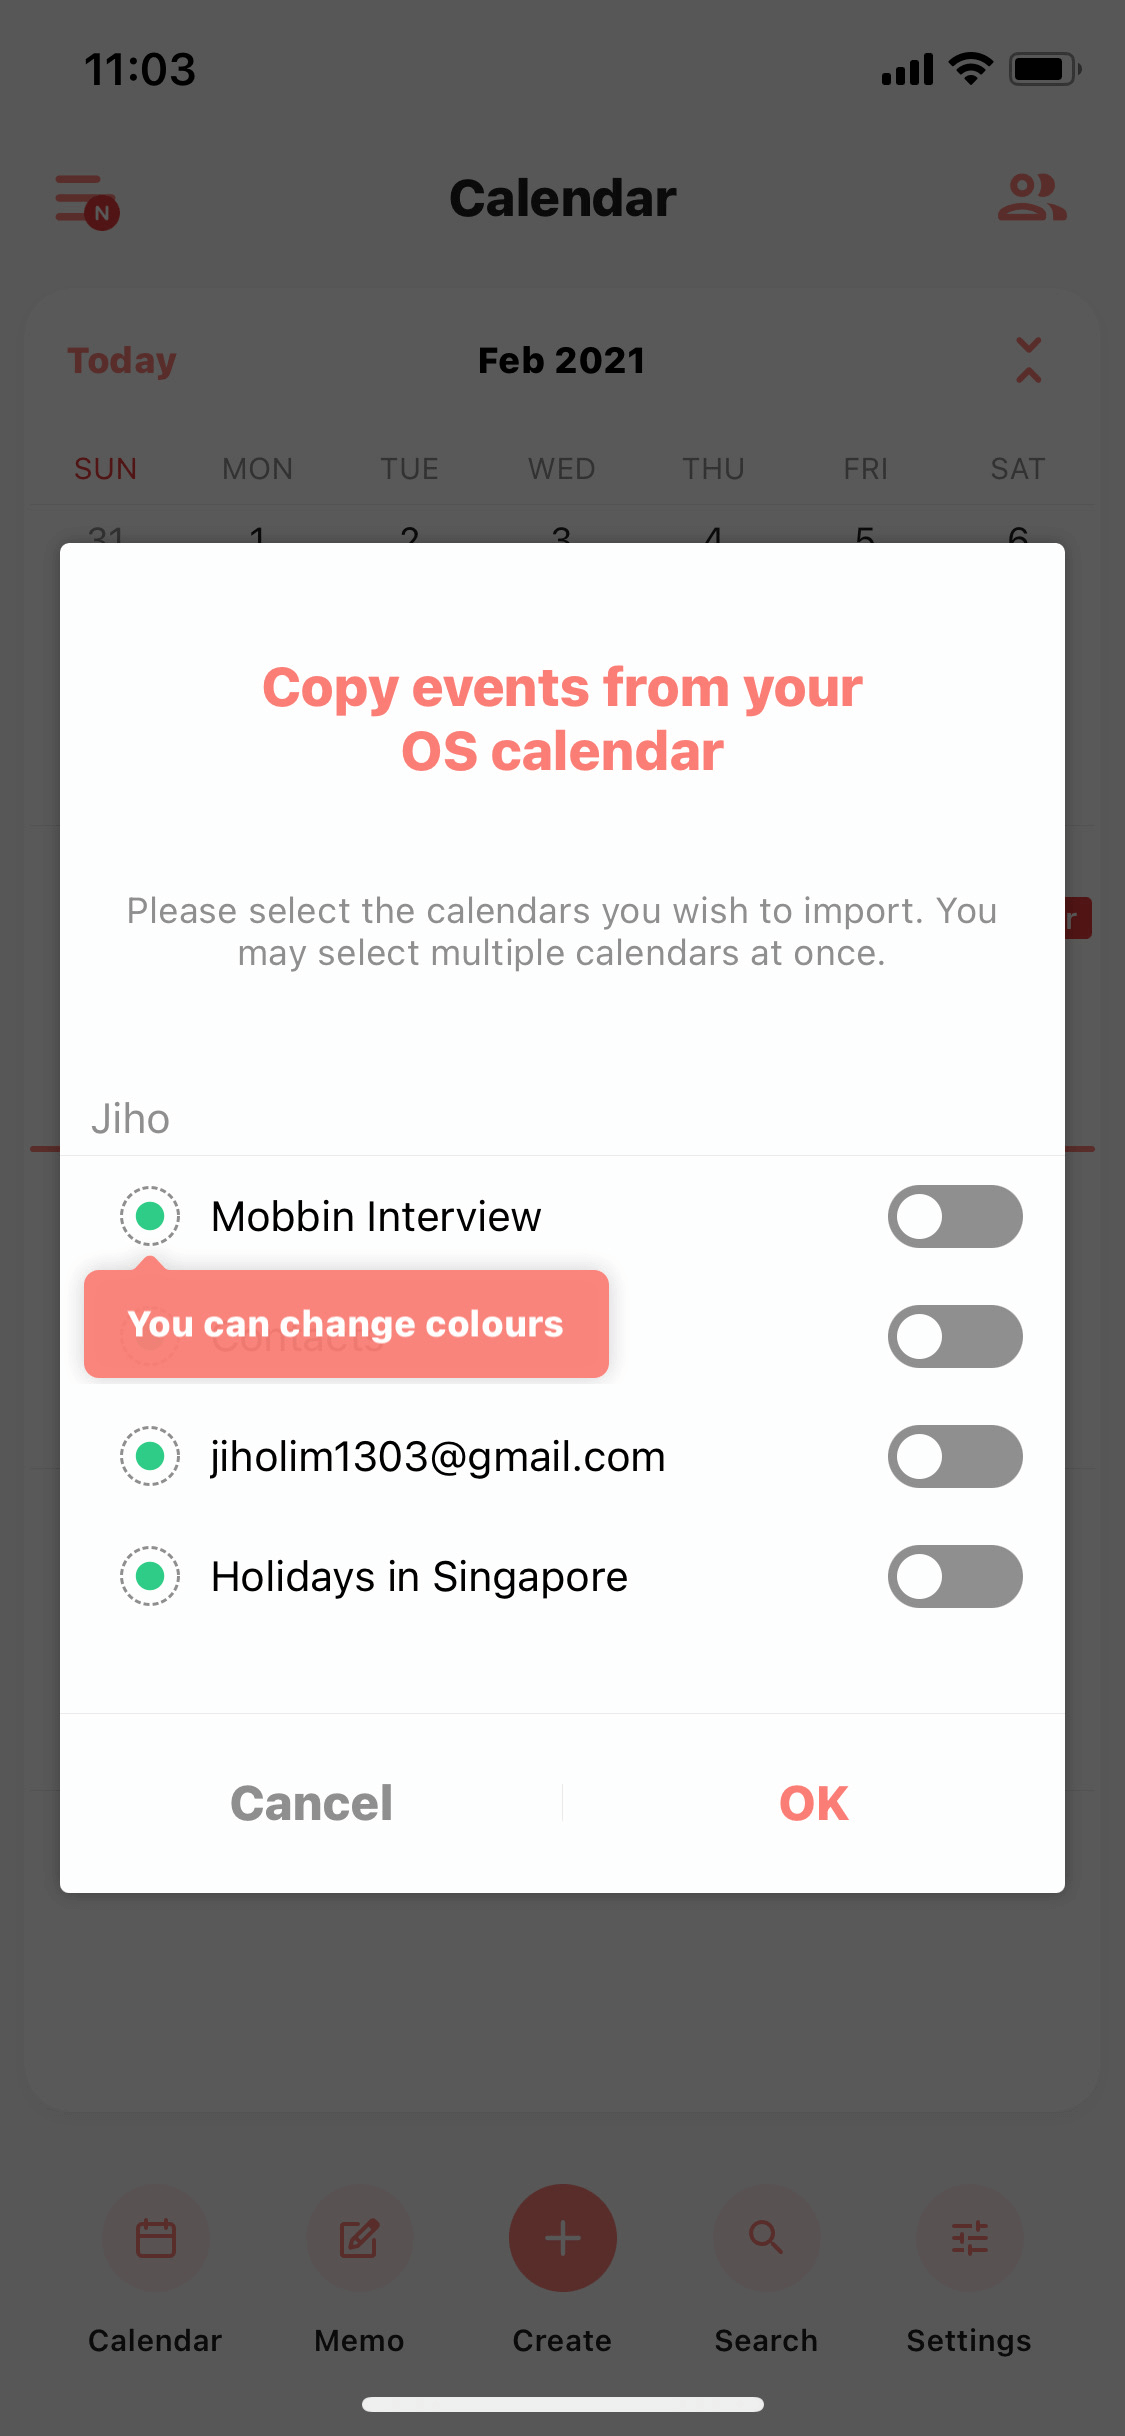 11:03
N
Calendar
Today
Feb 2021
SUN MON TUE WED THU FRI SAT
31 1 2 3 4 5 6
Copy events from your
OS calendar
Please select the calendars you wish to import. You
may select multiple calendars at once.
r
Jiho
Mobbin Interview
You can change colours
Contacts
jiholim1303@gmail.com
Holidays in Singapore
Cancel
OK
Calendar
Memo
Create
Search
Settings